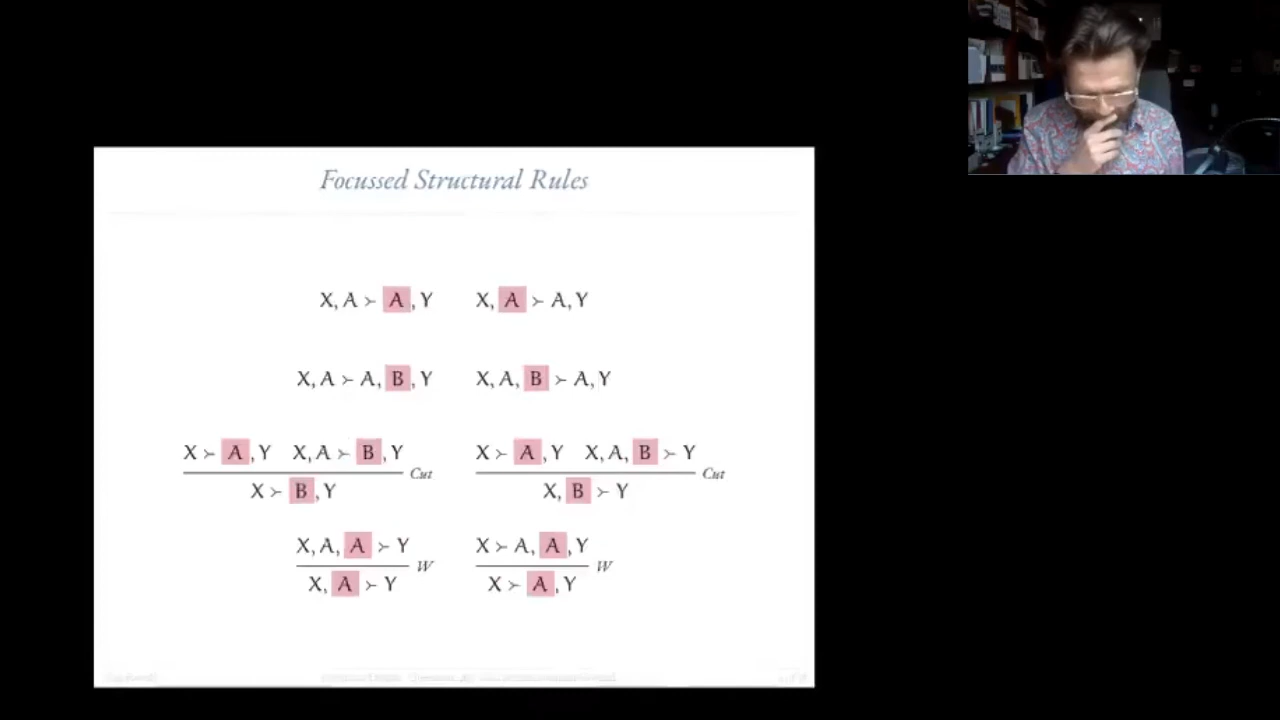 Focussed Structural Rules
X, A ≻ A, Y X, A ≻ A, Y
X, A ≻ A, B, Y X, A, B ≻ A, Y
X ≻ A, Y X, A ≻ B, Y Cut X ≻ A, Y X, A, B ≻ Y Cut
X ≻ B, Y X, B ≻ Y
X, A, A ≻ Y W X ≻ A, A, Y W
X, A ≻ Y X ≻ A, Y